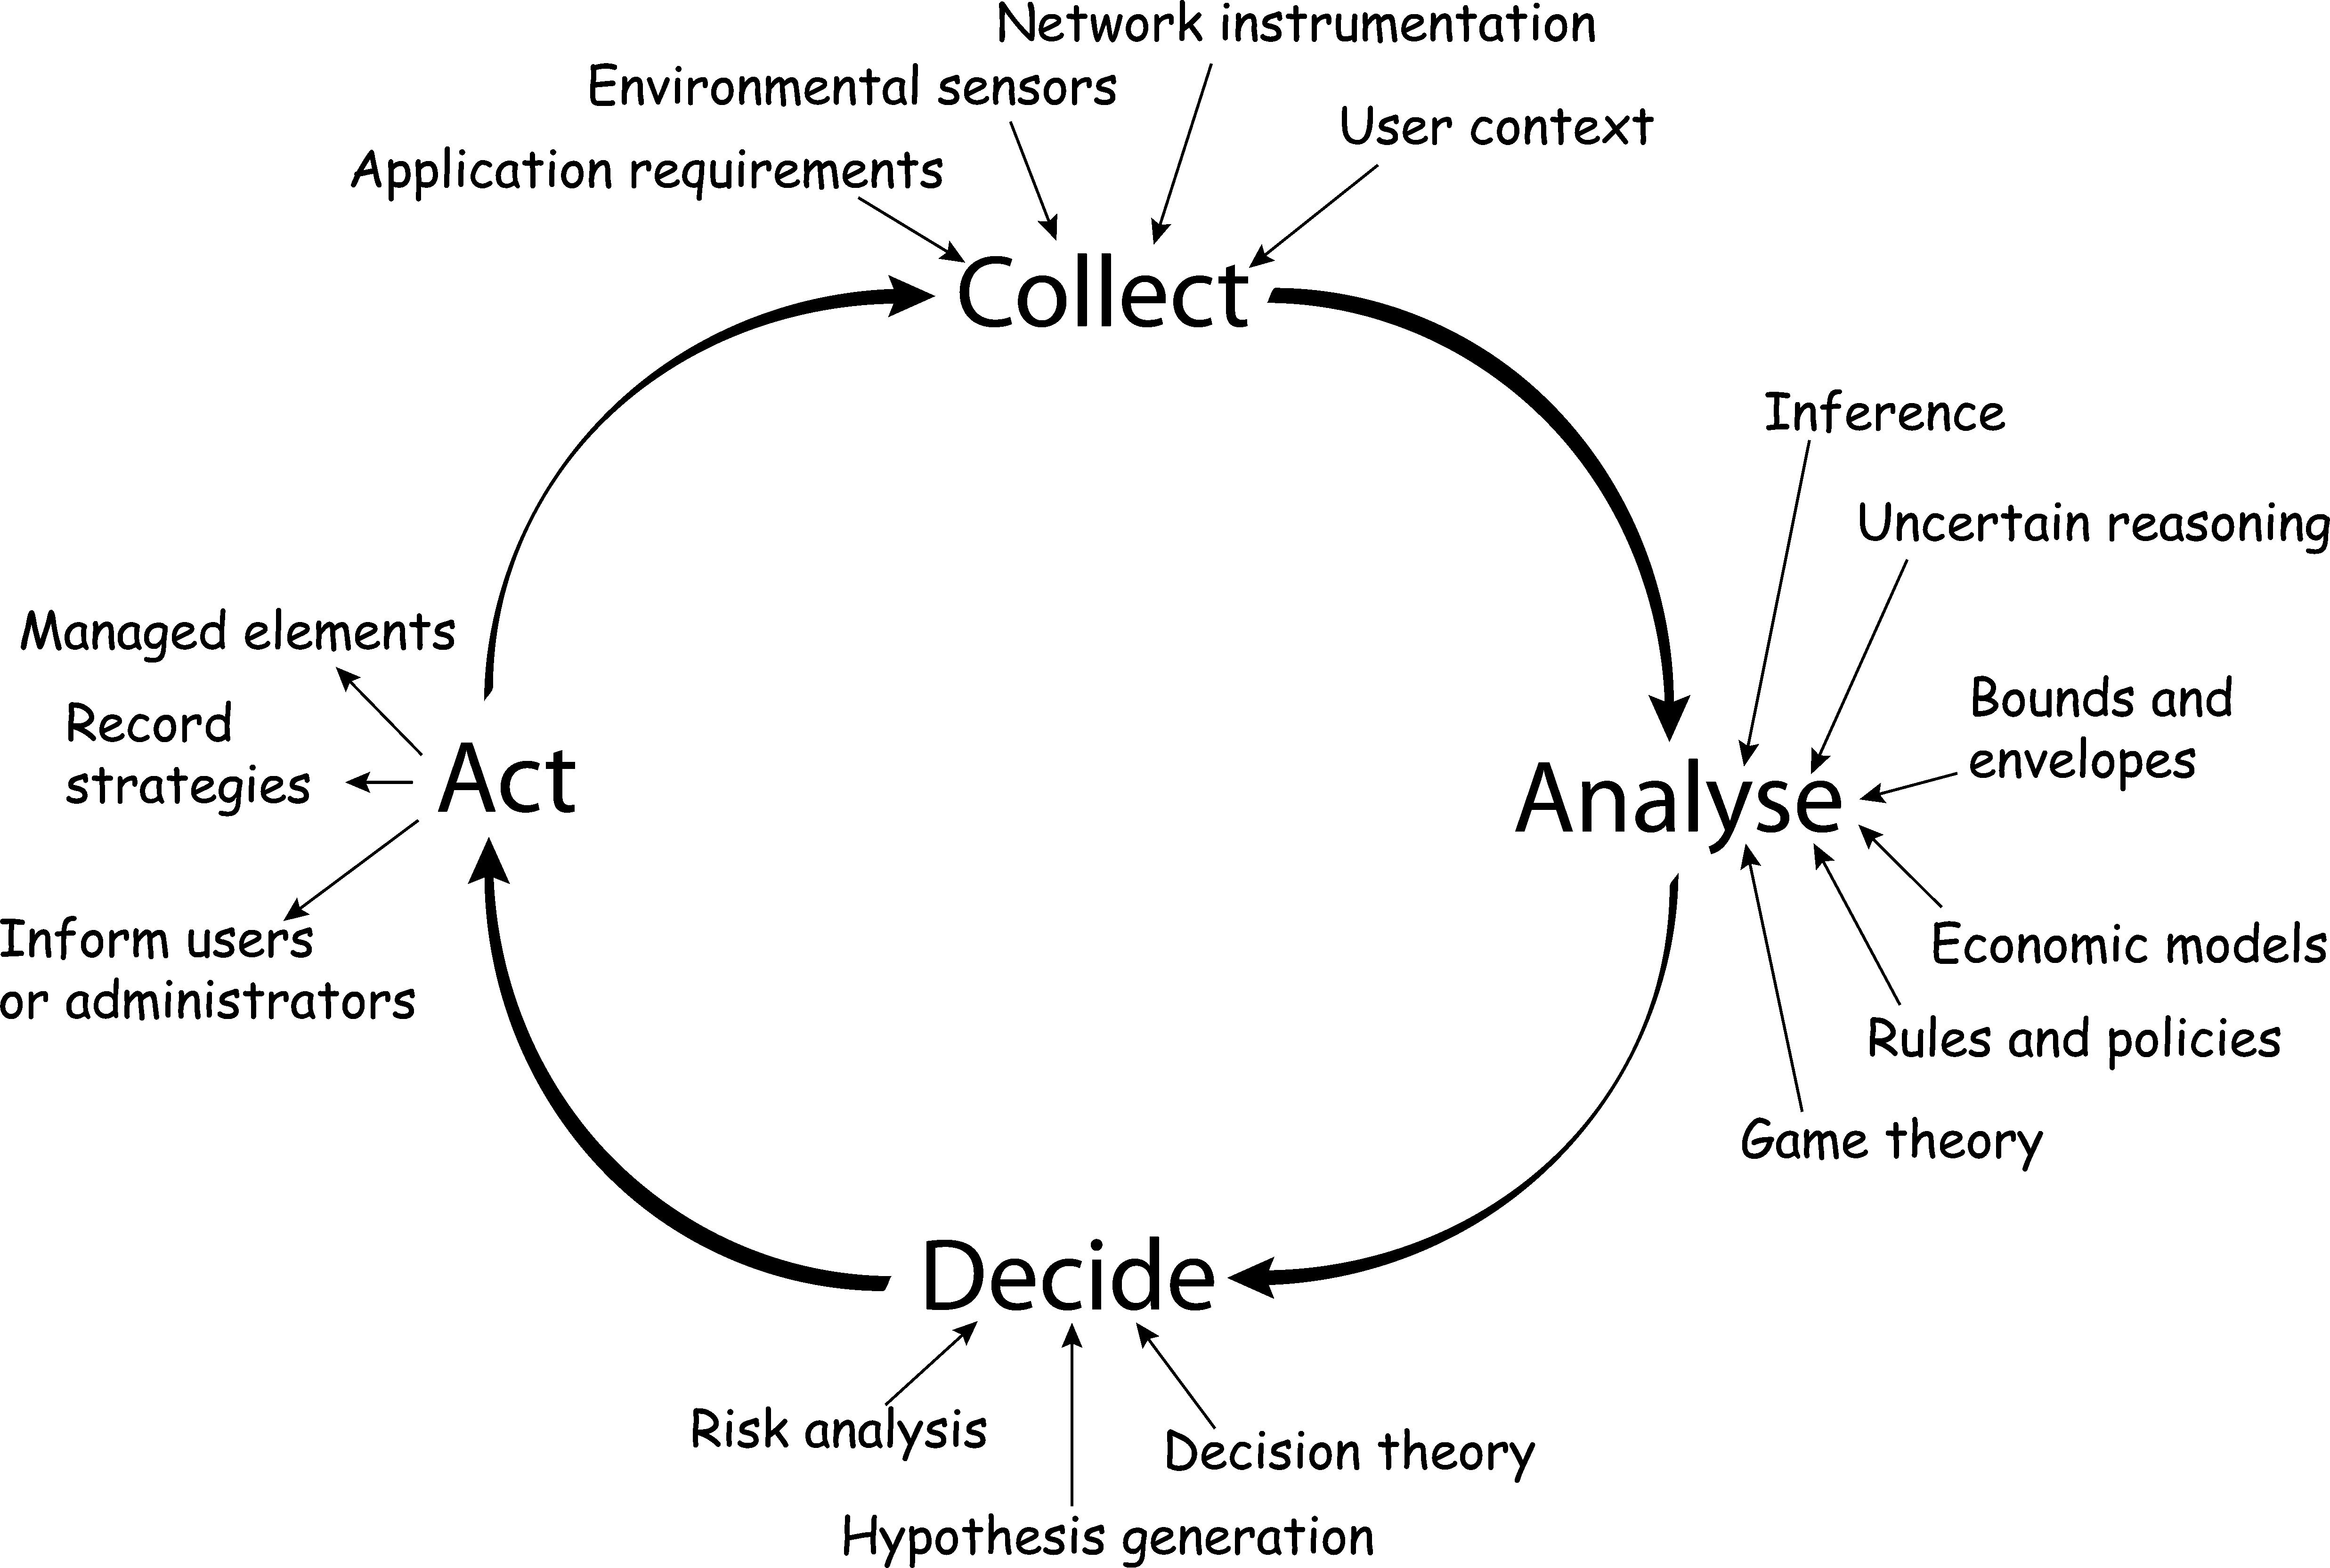 Network instrumentation
Environmental sensors
User context
Application requirements
Collect
Inference
Uncertain reasoning
Bounds and
envelopes
Analyse
Economic models
Rules and policies
Game theory
Managed elements
Record
strategies
Act
Inform users
or administrators
Decide
Risk analysis
Decision theory
Hypothesis generation